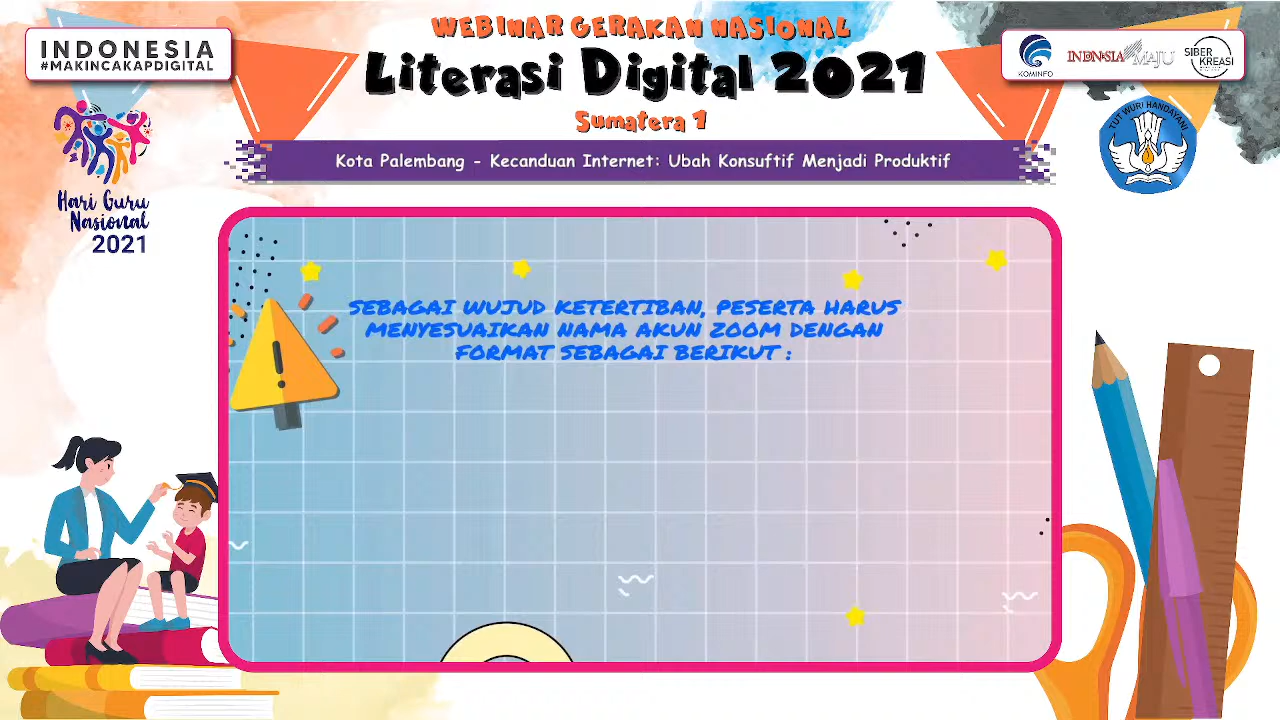 WEBINAR GERAKAN NASIONAL
Literasi Digital 2021
Sumatera 1
INDONESIA
#MAKINCAKAPDIGITAL
KOMINFO
INDONESIA MAJU
SIBER
KREASI
Kota Palembang - Kecanduan Internet: Ubah Konsuftif Menjadi Produktif
Hari Guru
Nasional
2021
TUT WURI HANDAYANI
SEBAGAI WUJUD KETERTIBAN, PESERTA HARUS
MENYESUAIKAN NAMA AKUN ZOOM DENGAN
FORMAT SEBAGAI BERIKUT :